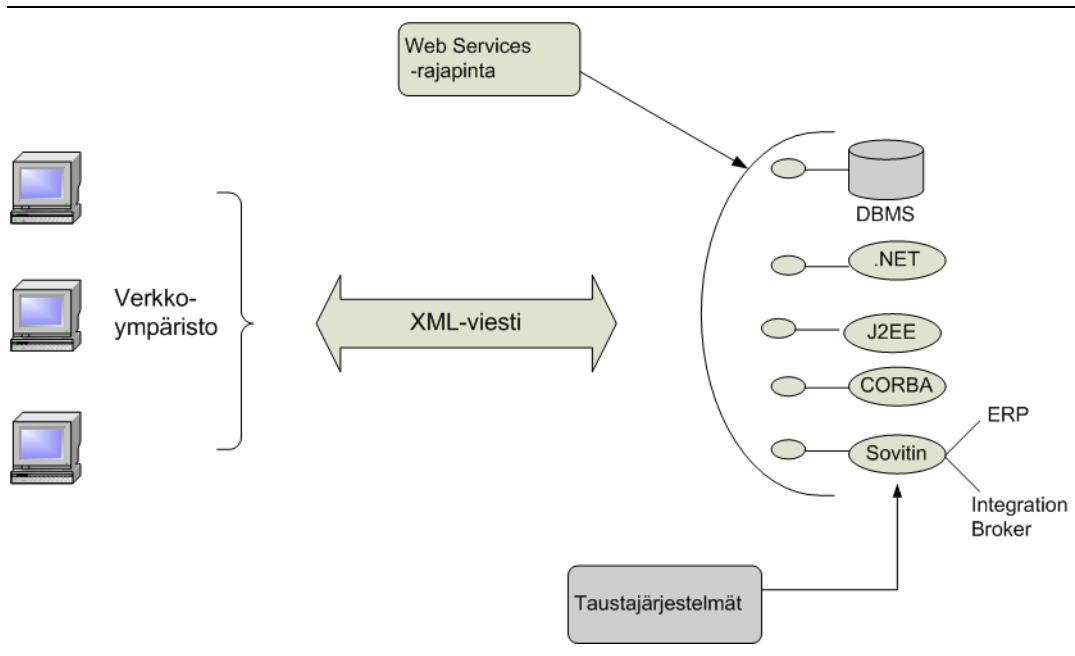 Web Services
-rajapinta
DBMS
.NET
Verkko-
ympäristo
XML-viesti
J2EE
CORBA
ERP
Sovitin
Integration
Broker
Taustajärjestelmät